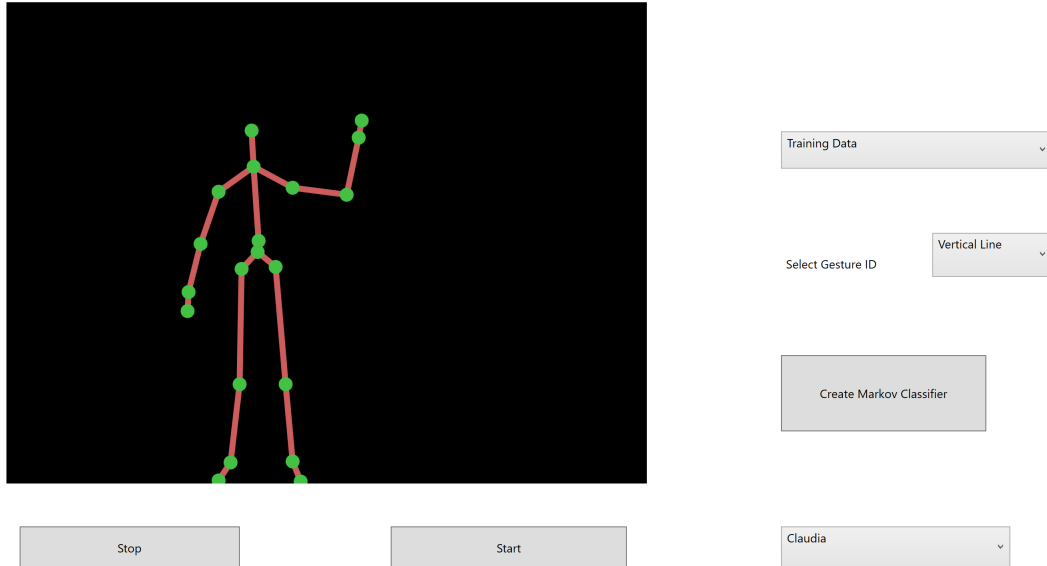 Training Data
Vertical Line
Select Gesture ID
Create Markov Classifier
Stop
Start
Claudia